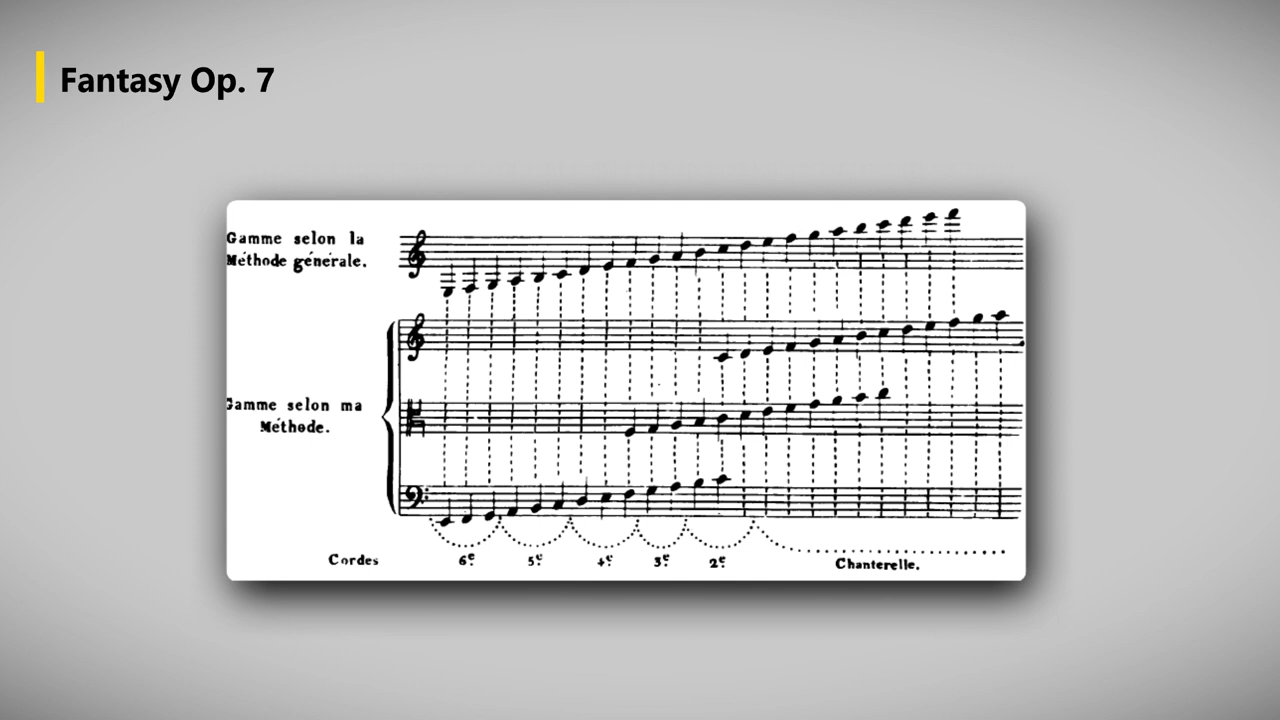 Fantasy Op. 7
Gamme selon la
Méthode générale.
Gamme selon ma
Méthode.
Cordes 6e 5e 4e 3e 2e Chanterelle.